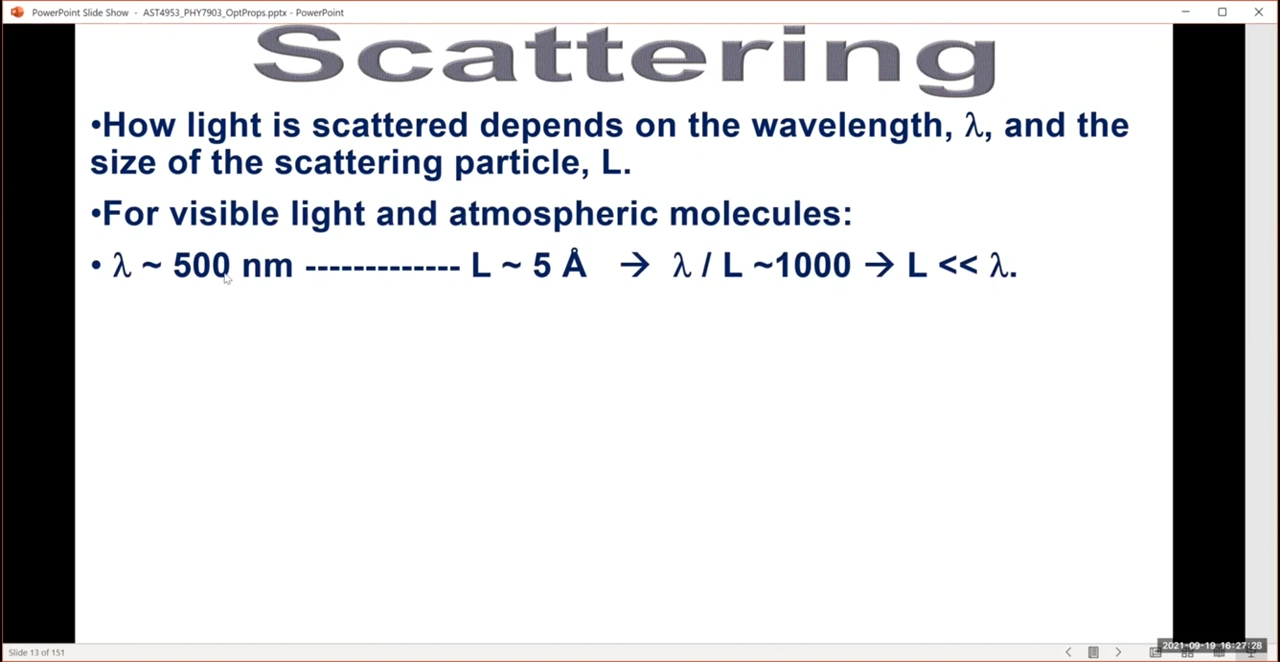 PowerPoint Slide Show - AST4953_PHY7903_OptProps.pptx - PowerPoint
Scattering
•How light is scattered depends on the wavelength, λ, and the
size of the scattering particle, L.
•For visible light and atmospheric molecules:
• λ ~ 500 nm ------------- L ~ 5 Å → λ / L ~1000 → L << λ.
Slide 13 of 151
2021-09-19 16:27:28